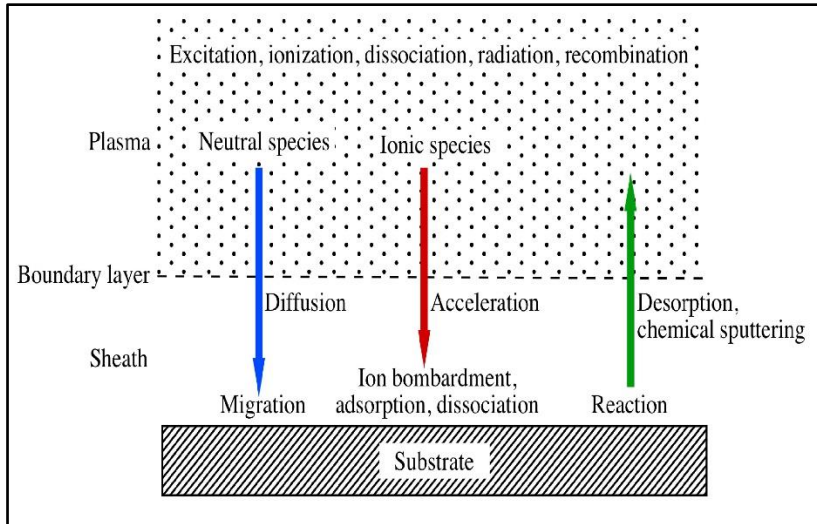 Excitation, ionization, dissociation, radiation, recombination
Plasma
Neutral species
Ionic species
Boundary layer
Diffusion
Acceleration
Desorption,
chemical sputtering
Sheath
Migration
Ion bombardment,
adsorption, dissociation
Reaction
Substrate